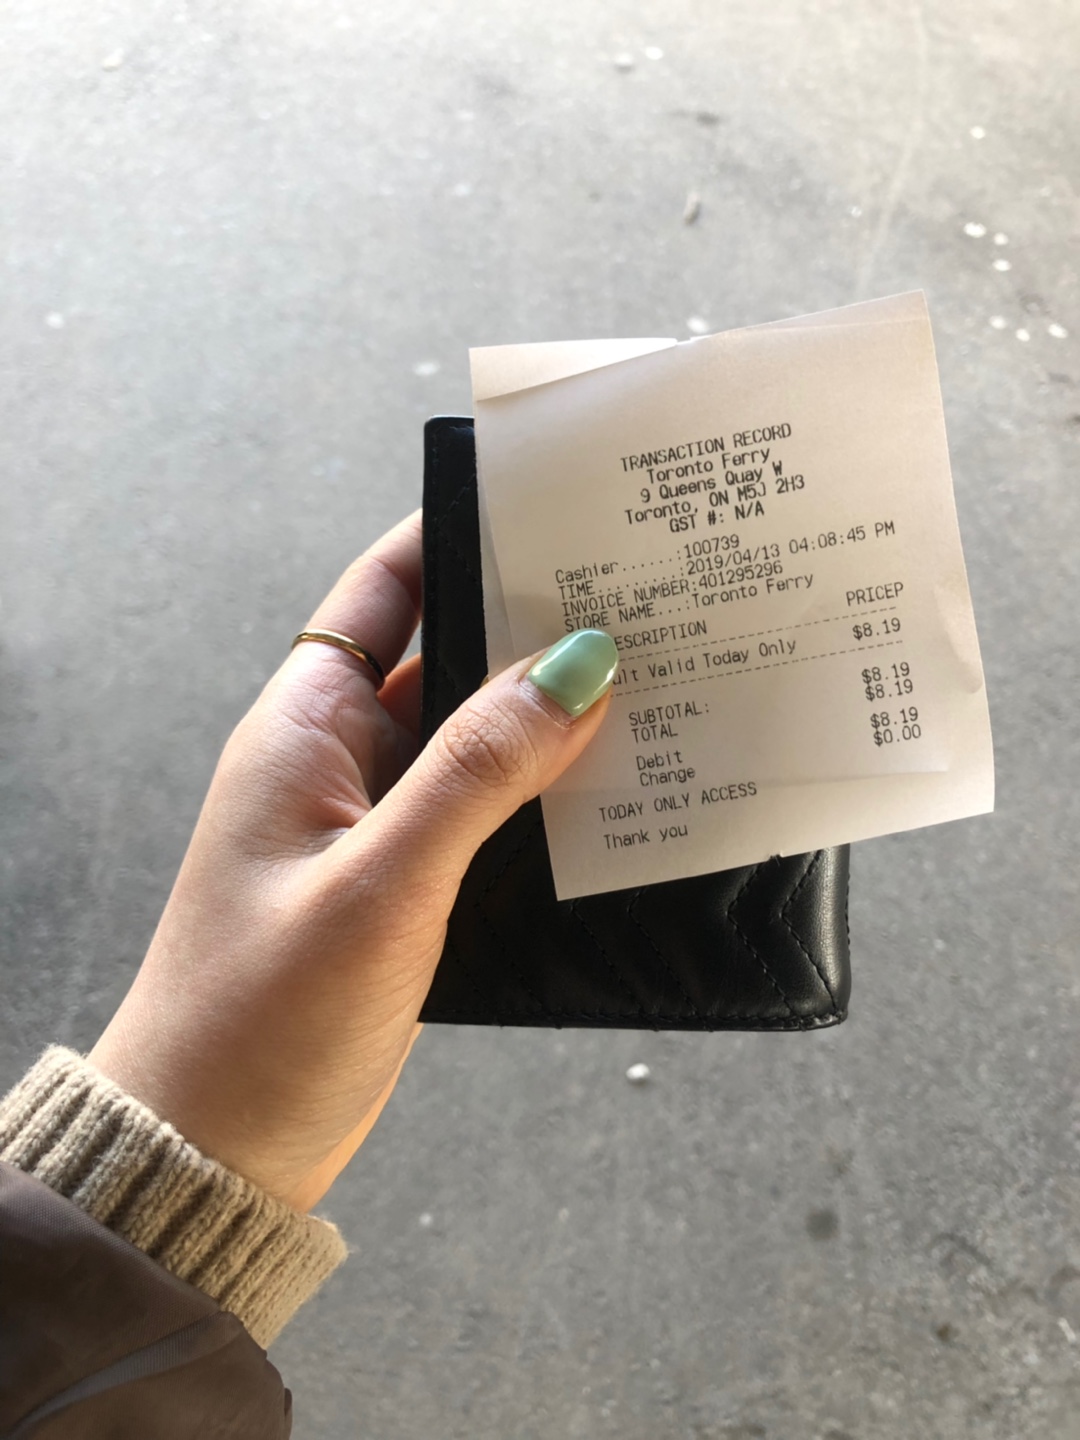 TRANSACTION RECORD
Toronto Ferry
9 Queens Quay W
Toronto, ON M5J 2H3
GST #: N/A
Cashier......:100739
TIME.........:2019/04/13 04:08:45 PM
INVOICE NUMBER:401295296
STORE NAME...:Toronto Ferry
ESCRIPTION PRICEP
ult Valid Today Only $8.19
SUBTOTAL: $8.19
TOTAL $8.19
Debit $8.19
Change $0.00
TODAY ONLY ACCESS
Thank you